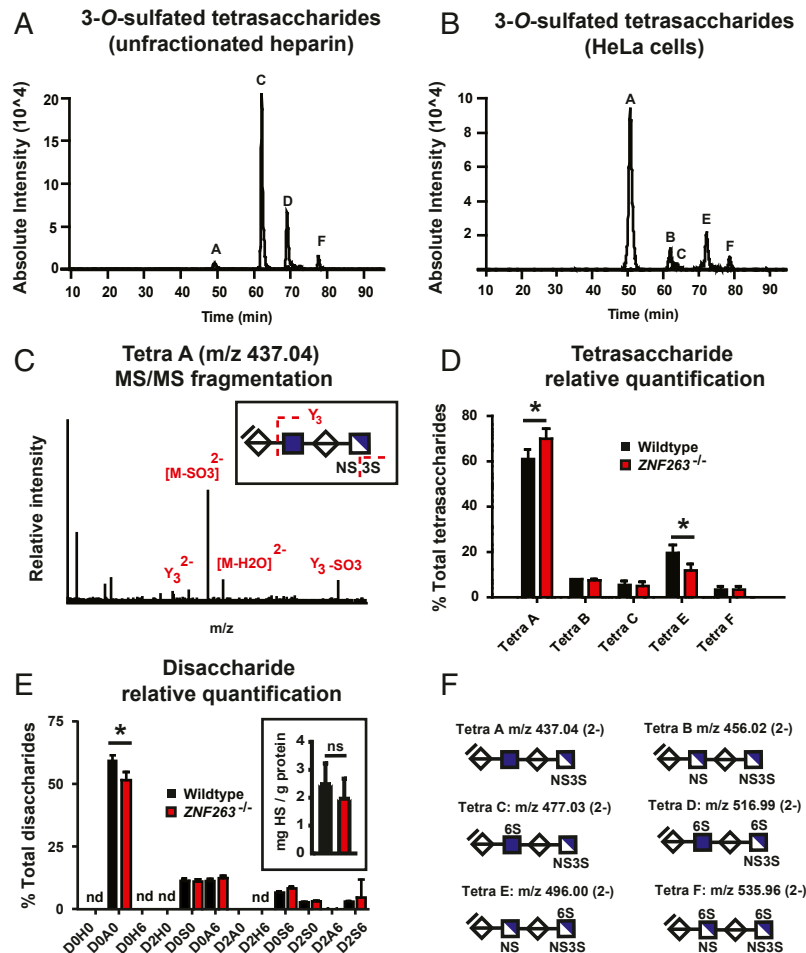 A
3-O-sulfated tetrasaccharides
(unfractionated heparin)
Absolute Intensity (10^4)
20
15
10
5
0
A
C
D
F
10 20 30 40 50 60 70 80 90
Time (min)
B
3-O-sulfated tetrasaccharides
(HeLa cells)
Absolute Intensity (10^4)
10
8
6
4
2
0
A
B
C
E
F
10 20 30 40 50 60 70 80 90
Time (min)
C
Tetra A (m/z 437.04)
MS/MS fragmentation
Relative intensity
Y3
NS 3S
[M-SO3]2-
Y3 2-
[M-H2O]2-
Y3 -SO3
m/z
D
Tetrasaccharide
relative quantification
% Total tetrasaccharides
80
60
40
20
0
*
*
Wildtype
ZNF263-/-
Tetra A
Tetra B
Tetra C
Tetra E
Tetra F
E
Disaccharide
relative quantification
% Total disaccharides
75
50
25
0
*
Wildtype
ZNF263-/-
nd
nd nd
nd
mg HS / g protein
4
3
2
1
0
ns
D0H0
D0A0
D0H6
D2H0
D0S0
D0A6
D2A0
D2H6
D0S6
D2S0
D2A6
D2S6
F
Tetra A m/z 437.04 (2-)
NS3S
Tetra B m/z 456.02 (2-)
NS NS3S
Tetra C: m/z 477.03 (2-)
6S
NS3S
Tetra D: m/z 516.99 (2-)
6S 6S
NS3S
Tetra E: m/z 496.00 (2-)
6S
NS NS3S
Tetra F: m/z 535.96 (2-)
6S 6S
NS NS3S